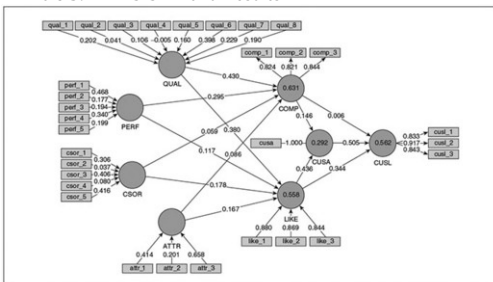 qual_1 qual_2 qual_3 qual_4 qual_5 qual_6 qual_7 qual_8
0.202 0.041 0.106 -0.005 0.160 0.398 0.229 0.190
QUAL
comp_1 comp_2 comp_3
0.824 0.821 0.844
0.430
0.631
COMP
perf_1
perf_2
perf_3
perf_4
perf_5
0.468
0.177
0.194
0.340
0.199
PERF
0.295
0.059
0.380
0.117
0.086
0.146
0.006
cusa
1.000
0.292
CUSA
0.505
0.562
CUSL
0.833
0.917
0.843
cusl_1
cusl_2
cusl_3
csor_1
csor_2
csor_3
csor_4
csor_5
0.306
0.037
0.406
0.080
0.416
CSOR
0.178
0.436
0.344
0.558
LIKE
0.167
ATTR
0.414 0.201 0.658
attr_1 attr_2 attr_3
0.880 0.869 0.844
like_1 like_2 like_3